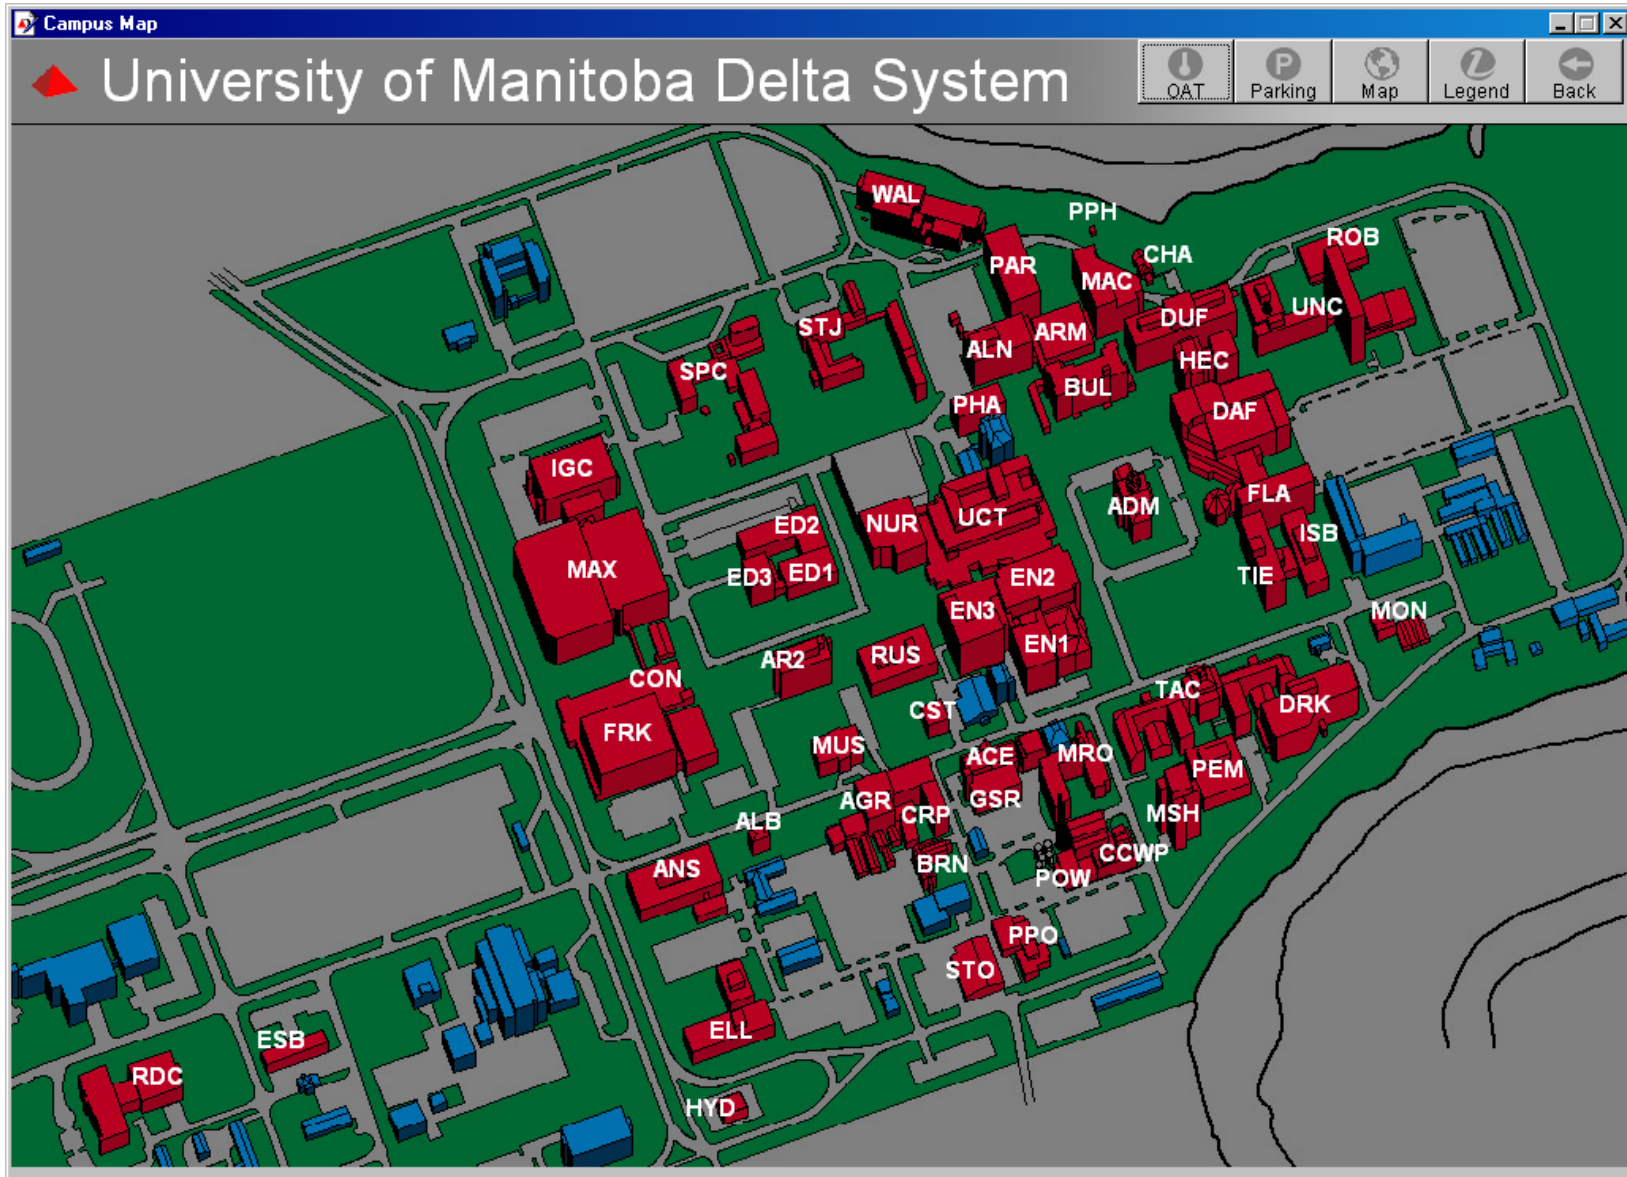 Campus Map
University of Manitoba Delta System
OAT
Parking
Map
Legend
Back
WAL
PPH
ROB
CHA
PAR
MAC
UNC
STJ
DUF
ARM
ALN
HEC
SPC
BUL
PHA
DAF
IGC
FLA
ADM
UCT
NUR
ED2
ISB
MAX
ED3
ED1
EN2
TIE
EN3
MON
EN1
RUS
AR2
CON
TAC
DRK
CST
FRK
MUS
ACE
MRO
PEM
AGR
GSR
CRP
MSH
ALB
CCWP
BRN
ANS
POW
PPO
STO
ELL
ESB
RDC
HYD